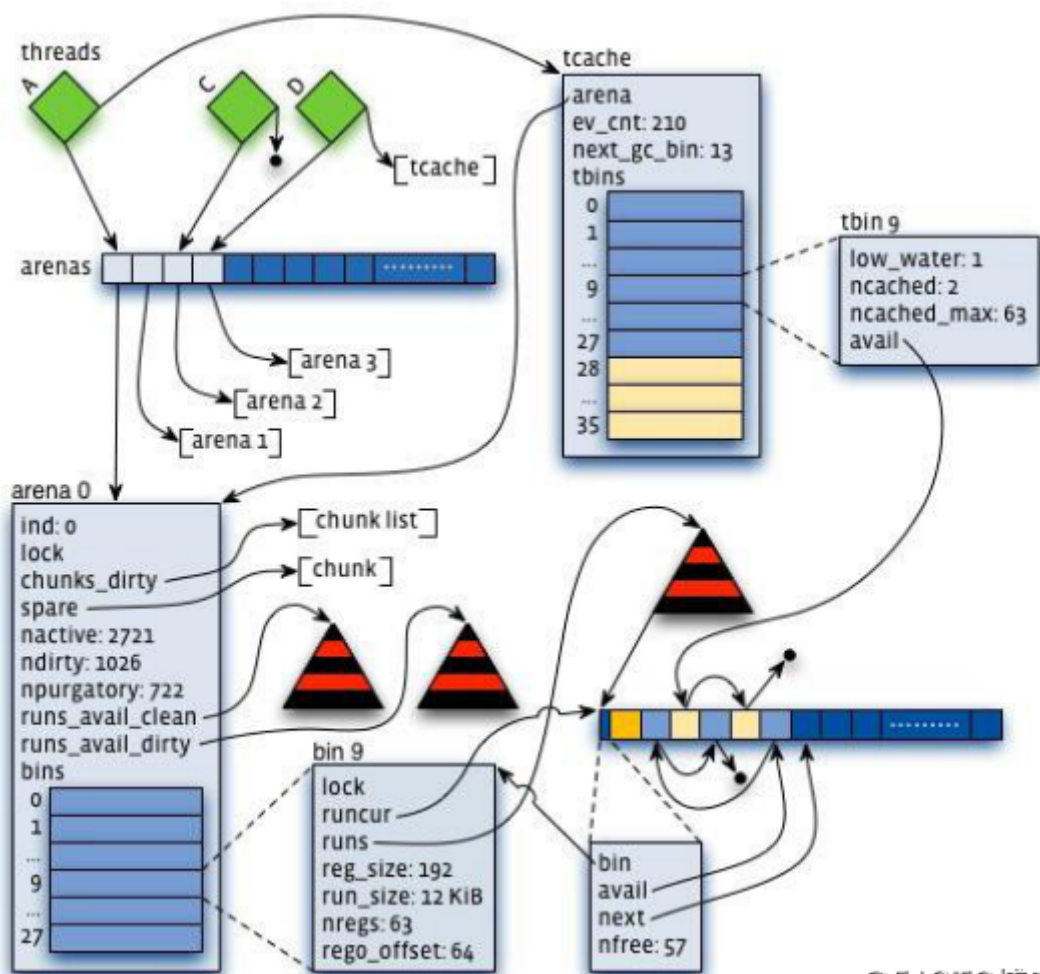 threads
A
C
D
[tcache]
arenas
[arena 3]
[arena 2]
[arena 1]
tcache
arena
ev_cnt: 210
next_gc_bin: 13
tbins
0
1
...
9
...
27
28
...
35
tbin 9
low_water: 1
ncached: 2
ncached_max: 63
avail
arena 0
ind: 0
lock
chunks_dirty
spare
nactive: 2721
ndirty: 1026
npurgatory: 722
runs_avail_clean
runs_avail_dirty
bins
0
1
...
9
...
27
[chunk list]
[chunk]
bin 9
lock
runcur
runs
reg_size: 192
run_size: 12 KiB
nregs: 63
reg0_offset: 64
bin
avail
next
nfree: 57